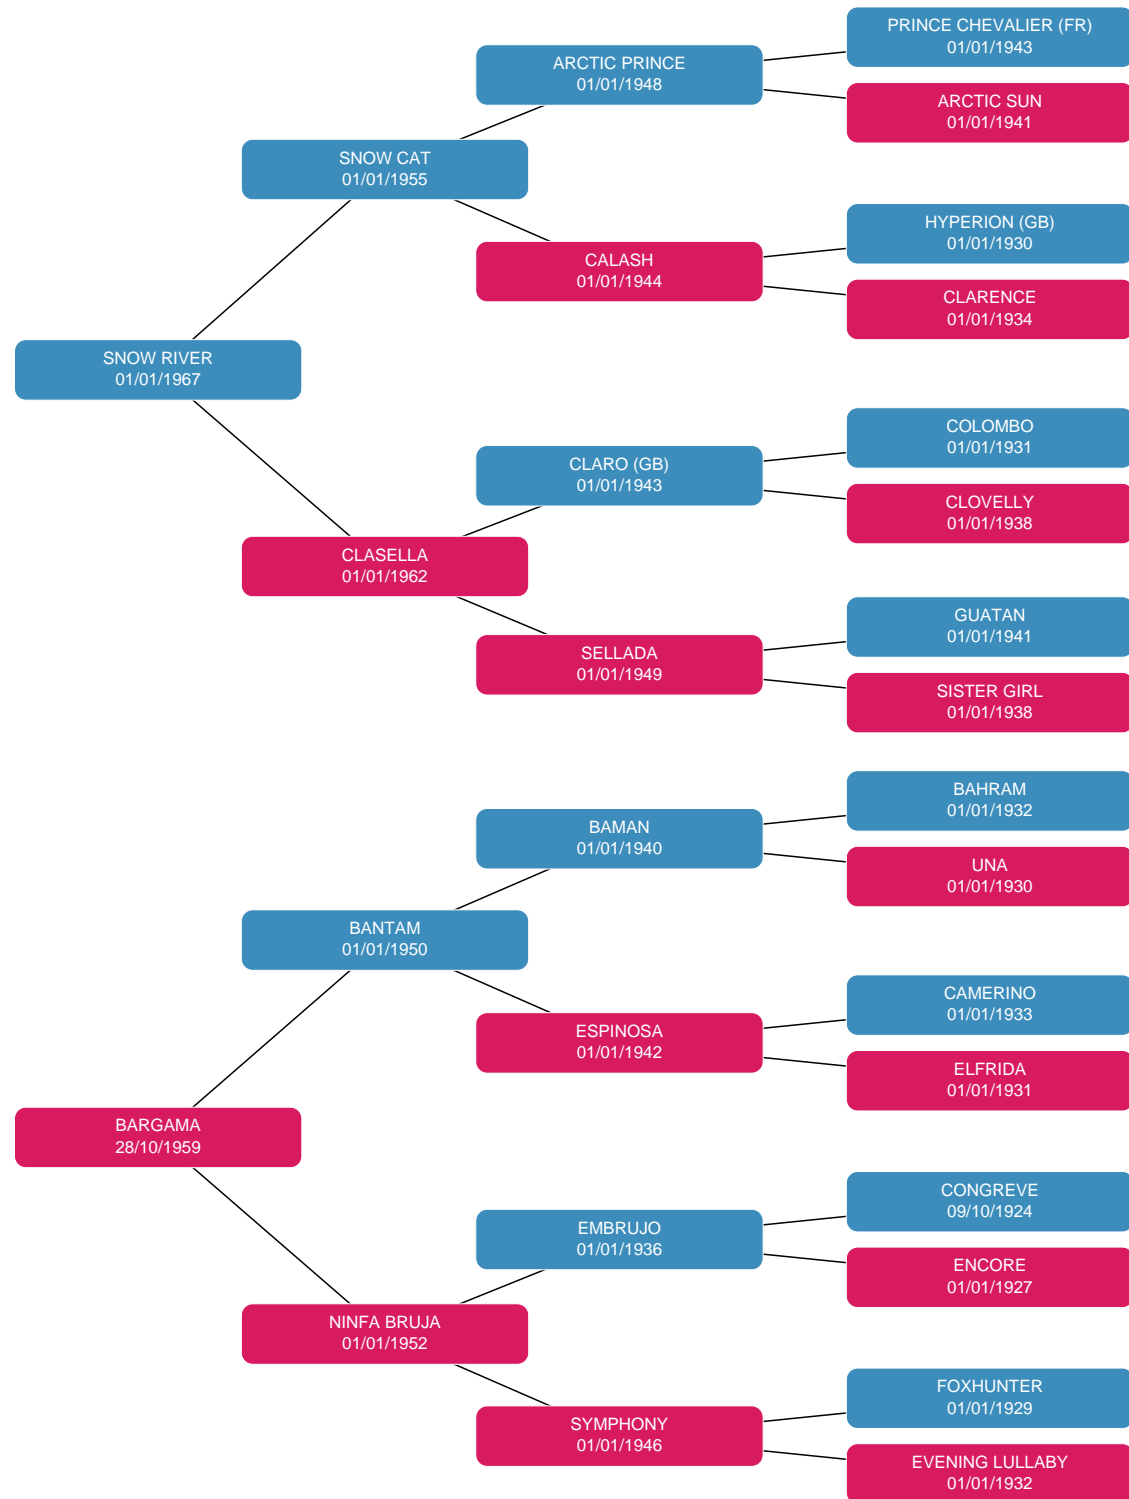 PRINCE CHEVALIER (FR)
01/01/1943
ARCTIC PRINCE
01/01/1948
ARCTIC SUN
01/01/1941
SNOW CAT
01/01/1955
HYPERION (GB)
01/01/1930
CALASH
01/01/1944
CLARENCE
01/01/1934
SNOW RIVER
01/01/1967
COLOMBO
01/01/1931
CLARO (GB)
01/01/1943
CLOVELLY
01/01/1938
CLASELLA
01/01/1962
GUATAN
01/01/1941
SELLADA
01/01/1949
SISTER GIRL
01/01/1938
BAHRAM
01/01/1932
BAMAN
01/01/1940
UNA
01/01/1930
BANTAM
01/01/1950
CAMERINO
01/01/1933
ESPINOSA
01/01/1942
ELFRIDA
01/01/1931
BARGAMA
28/10/1959
CONGREVE
09/10/1924
EMBRUJO
01/01/1936
ENCORE
01/01/1927
NINFA BRUJA
01/01/1952
FOXHUNTER
01/01/1929
SYMPHONY
01/01/1946
EVENING LULLABY
01/01/1932